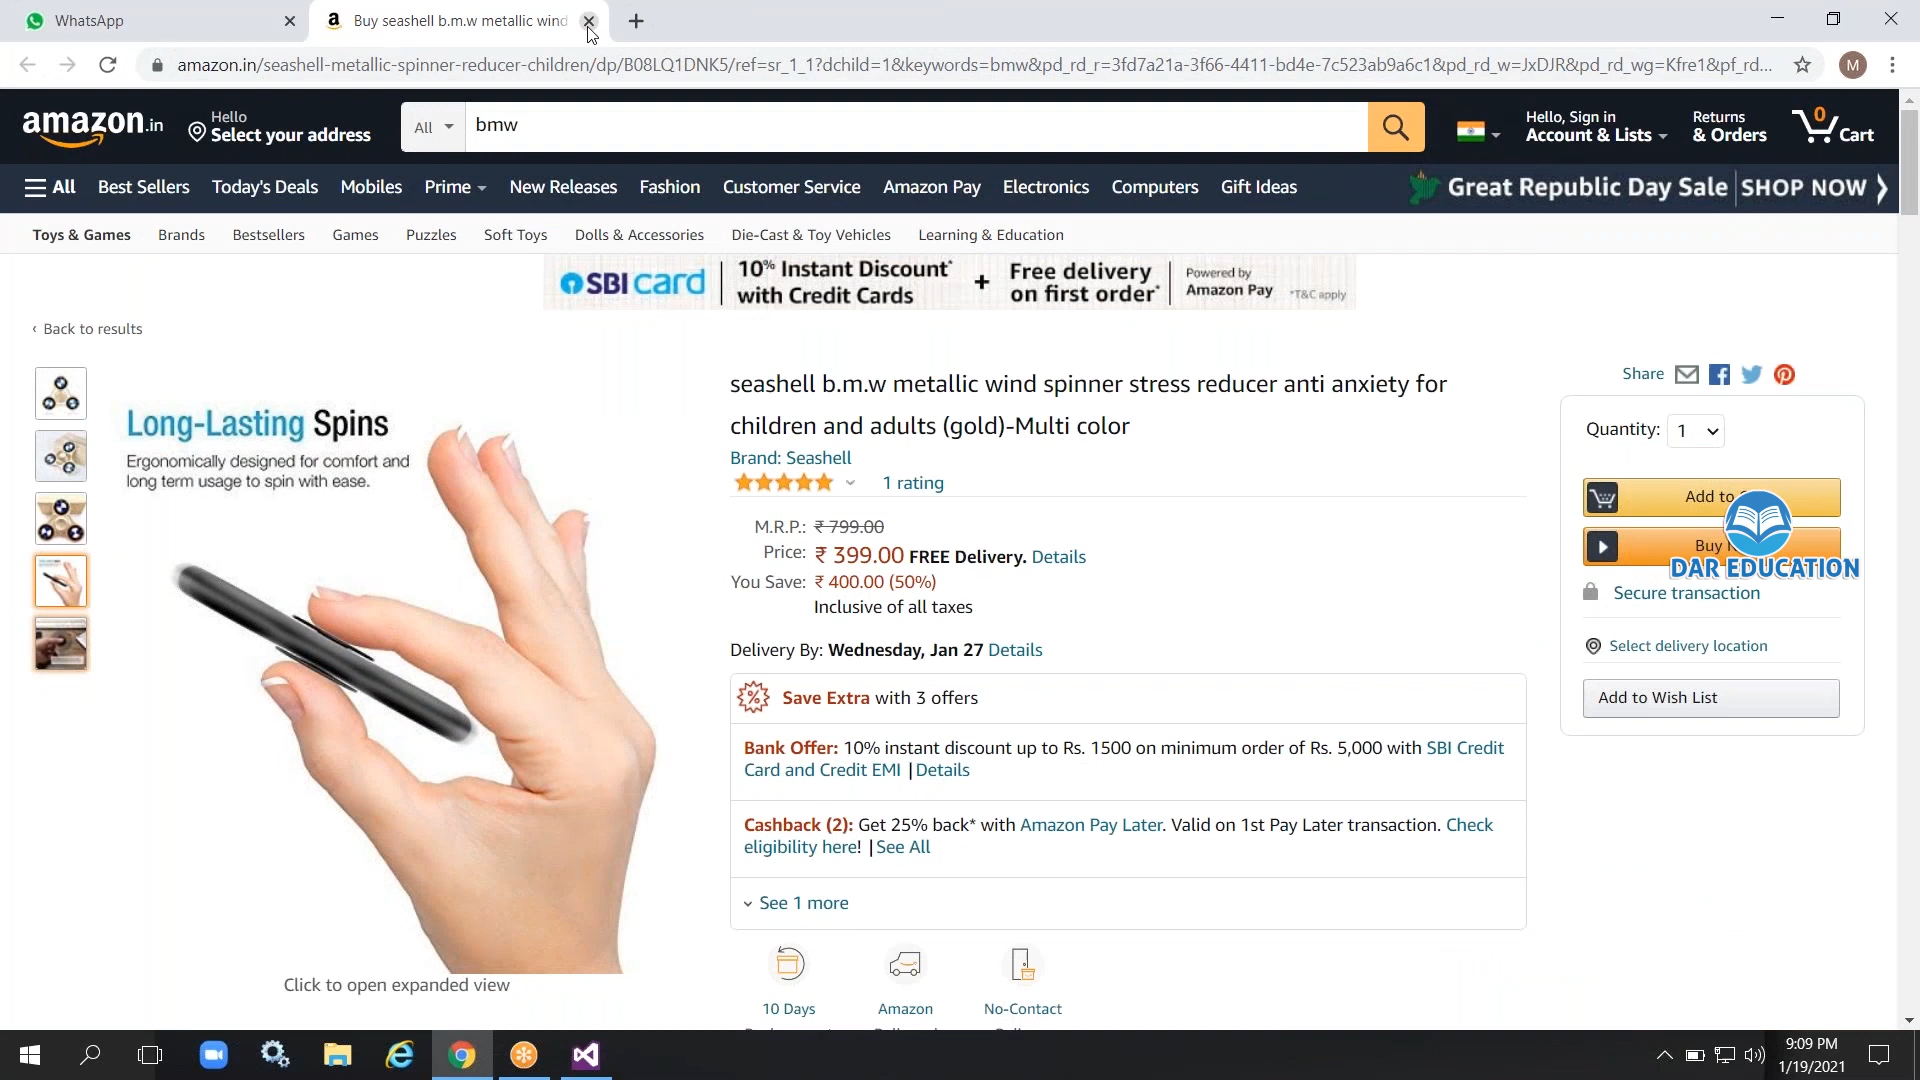 WhatsApp
Buy seashell b.m.w metallic wind
amazon.in/seashell-metallic-spinner-reducer-children/dp/B08LQ1DNK5/ref=sr_1_1?dchild=1&keywords=bmw&pd_rd_r=3fd7a21a-3f66-4411-bd4e-7c523ab9a6c1&pd_rd_w=JxDJR&pd_rd_wg=Kfre1&pf_rd...
M
amazon.in
Hello
Select your address
All
bmw
Hello, Sign in
Account & Lists
Returns
& Orders
0
Cart
All Best Sellers Today's Deals Mobiles Prime New Releases Fashion Customer Service Amazon Pay Electronics Computers Gift Ideas
Great Republic Day Sale SHOP NOW
Toys & Games Brands Bestsellers Games Puzzles Soft Toys Dolls & Accessories Die-Cast & Toy Vehicles Learning & Education
SBI card
10% Instant Discount*
with Credit Cards
+
Free delivery
on first order*
Powered by
Amazon Pay
*T&C apply
‹ Back to results
Long-Lasting Spins
Ergonomically designed for comfort and
long term usage to spin with ease.
Click to open expanded view
seashell b.m.w metallic wind spinner stress reducer anti anxiety for
children and adults (gold)-Multi color
Brand: Seashell
1 rating
M.R.P.: ₹ 799.00
Price: ₹ 399.00 FREE Delivery. Details
You Save: ₹ 400.00 (50%)
Inclusive of all taxes
Delivery By: Wednesday, Jan 27 Details
Save Extra with 3 offers
Bank Offer: 10% instant discount up to Rs. 1500 on minimum order of Rs. 5,000 with SBI Credit
Card and Credit EMI | Details
Cashback (2): Get 25% back* with Amazon Pay Later. Valid on 1st Pay Later transaction. Check
eligibility here! | See All
See 1 more
10 Days
Amazon
No-Contact
Share
Quantity: 1
Add to
Buy
DAR EDUCATION
Secure transaction
Select delivery location
Add to Wish List
9:09 PM
1/19/2021